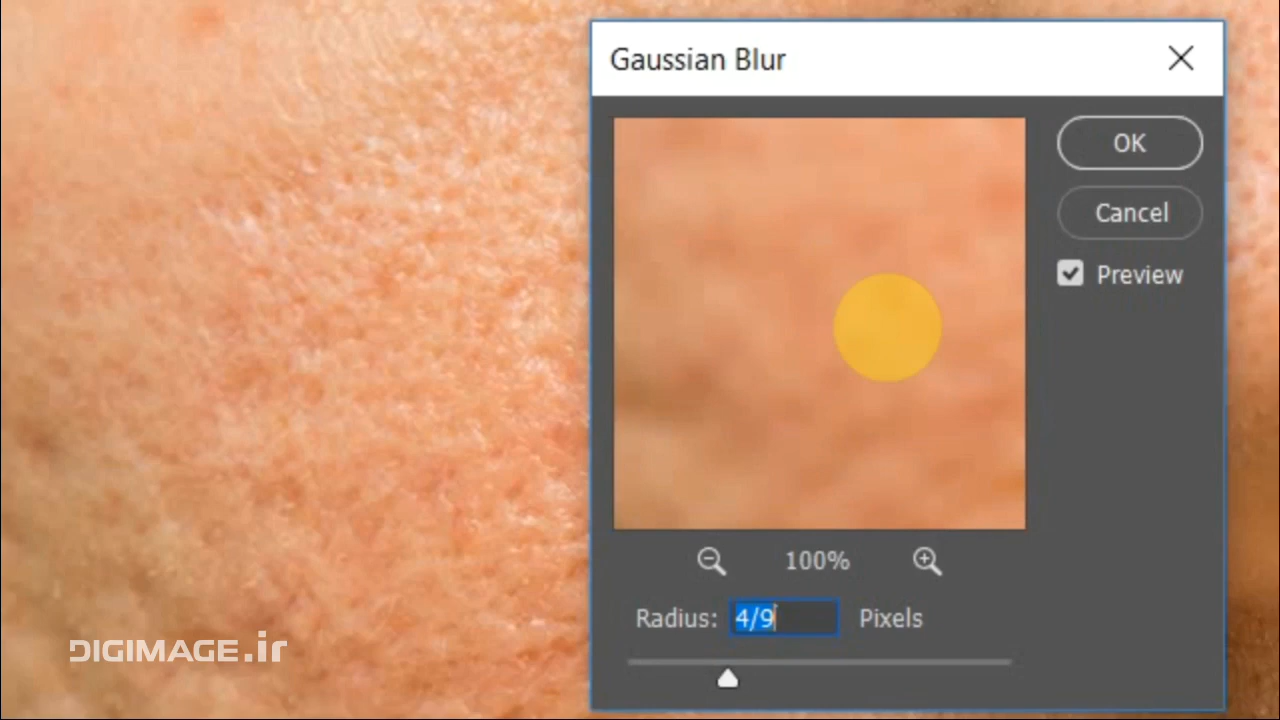 Gaussian Blur
OK
Cancel
Preview
100%
Radius: 4/9 Pixels
DIGIMAGE.ir